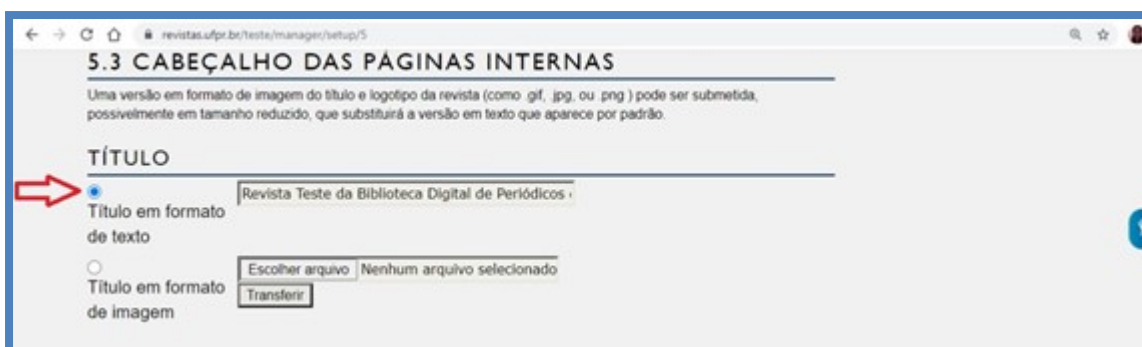 revistas.ufpr.br/teste/manager/setup/5
5.3 CABEÇALHO DAS PÁGINAS INTERNAS
Uma versão em formato de imagem do título e logotipo da revista (como .gif, .jpg, ou .png ) pode ser submetida,
possivelmente em tamanho reduzido, que substituirá a versão em texto que aparece por padrão.
TÍTULO
Revista Teste da Biblioteca Digital de Periódicos
Título em formato
de texto
Escolher arquivo Nenhum arquivo selecionado
Título em formato
de imagem
Transferir